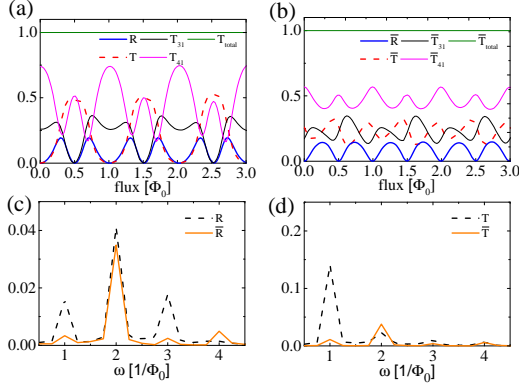 (a)
R T₃₁ T_total
T T₄₁
1.0
0.5
0.0
0.0 0.5 1.0 1.5 2.0 2.5 3.0
flux [Φ₀]
(b)
R̅ T̅₃₁ T̅_total
T̅ T̅₄₁
1.0
0.5
0.0
0.0 0.5 1.0 1.5 2.0 2.5 3.0
flux [Φ₀]
(c)
R
R̅
0.04
0.02
0.00
1 2 3 4
ω [1/Φ₀]
(d)
T
T̅
0.2
0.1
0.0
1 2 3 4
ω [1/Φ₀]